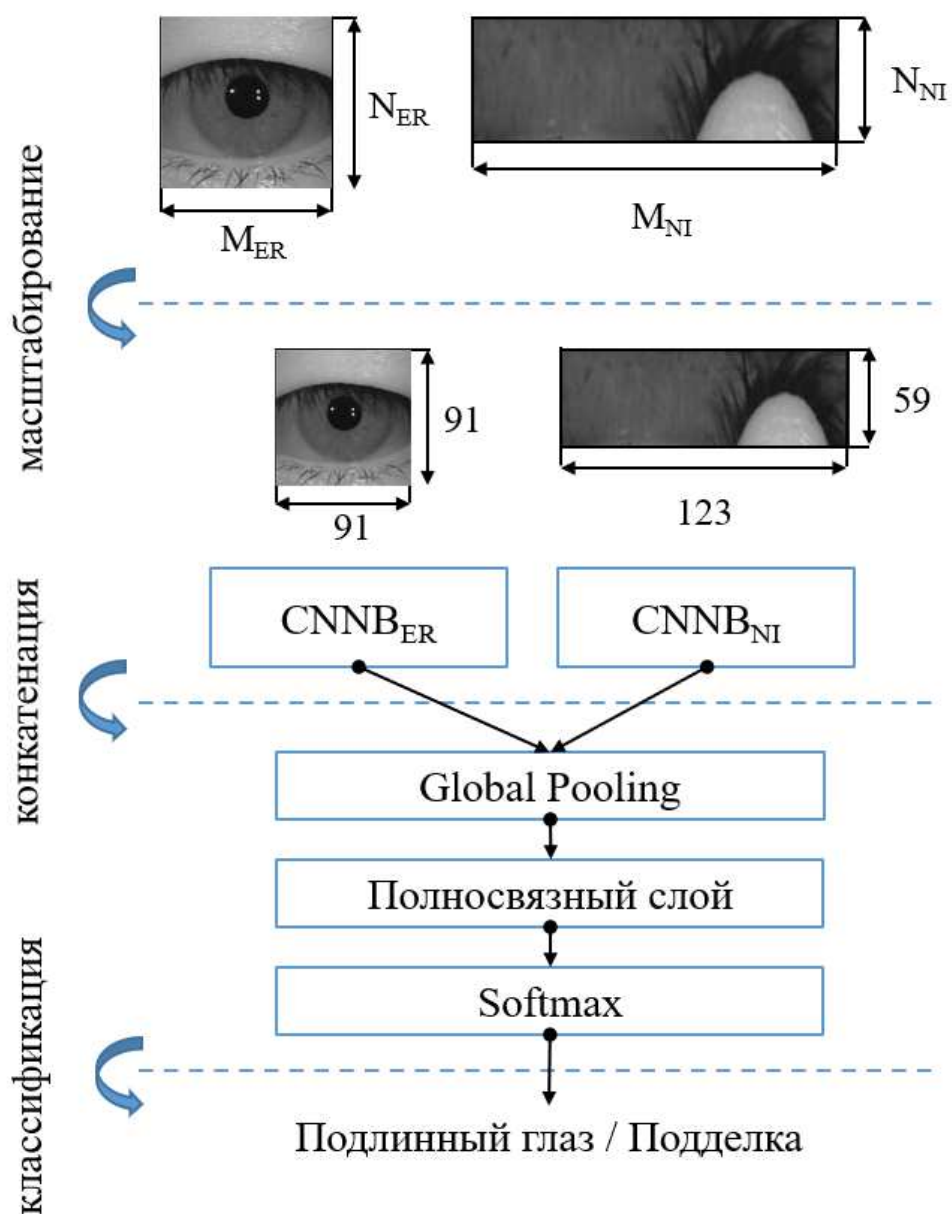 масштабирование
N_ER
N_NI
M_ER
M_NI
91
59
91
123
конкатенация
CNNB_ER
CNNB_NI
Global Pooling
Полносвязный слой
классификация
Softmax
Подлинный глаз / Подделка